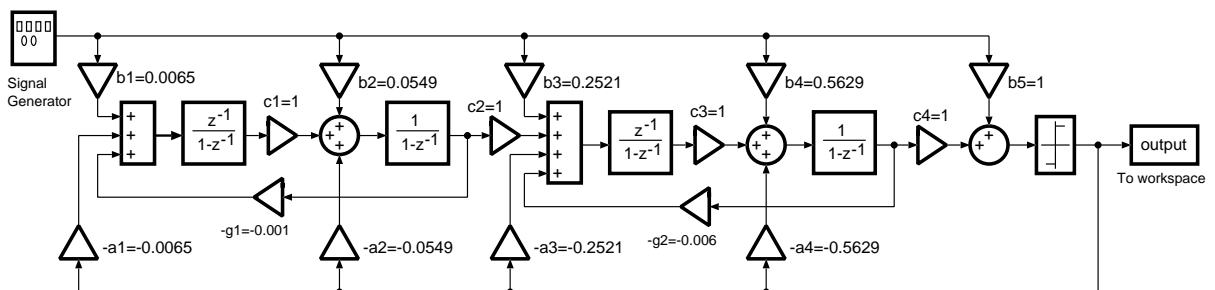 b1=0.0065
b2=0.0549
b3=0.2521
b4=0.5629
b5=1
Signal
Generator
+
+
+
z-1
1-z-1
c1=1
+
+
+
1
1-z-1
c2=1
+
+
+
+
z-1
1-z-1
c3=1
+
+
+
1
1-z-1
c4=1
+
+
output
To workspace
-g1=-0.001
-g2=-0.006
-a1=-0.0065
-a2=-0.0549
-a3=-0.2521
-a4=-0.5629